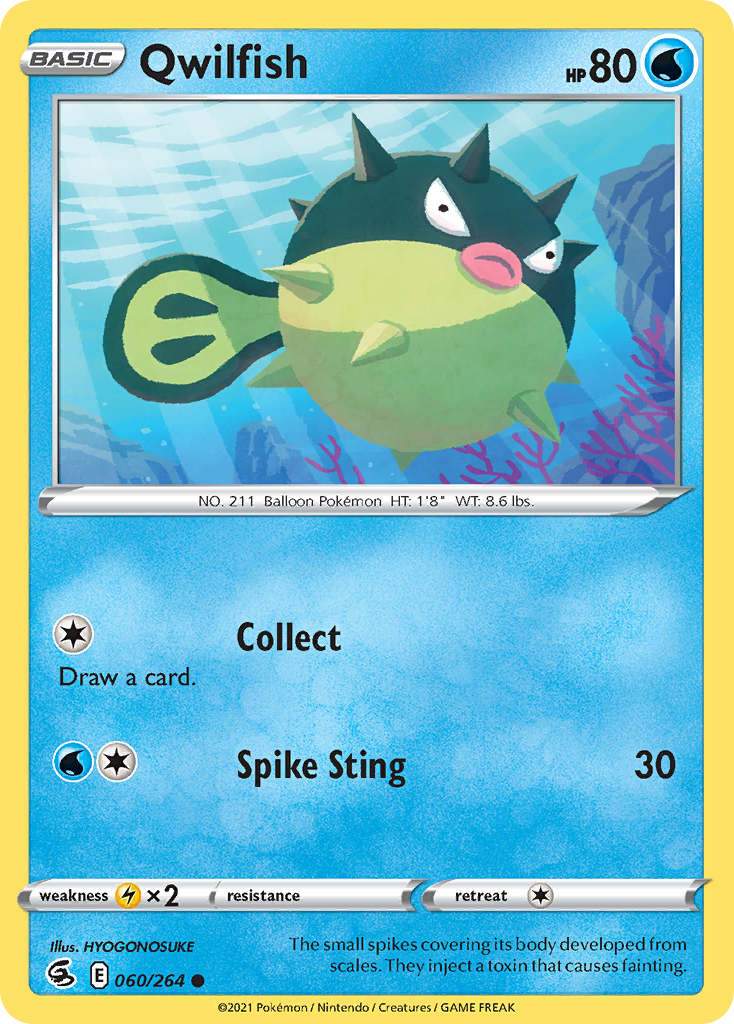 BASIC Qwilfish HP80
NO. 211 Balloon Pokémon HT: 1'8" WT: 8.6 lbs.
Collect
Draw a card.
Spike Sting 30
weakness ×2 resistance retreat
Illus. HYOGONOSUKE
The small spikes covering its body developed from
scales. They inject a toxin that causes fainting.
E 060/264
©2021 Pokémon / Nintendo / Creatures / GAME FREAK